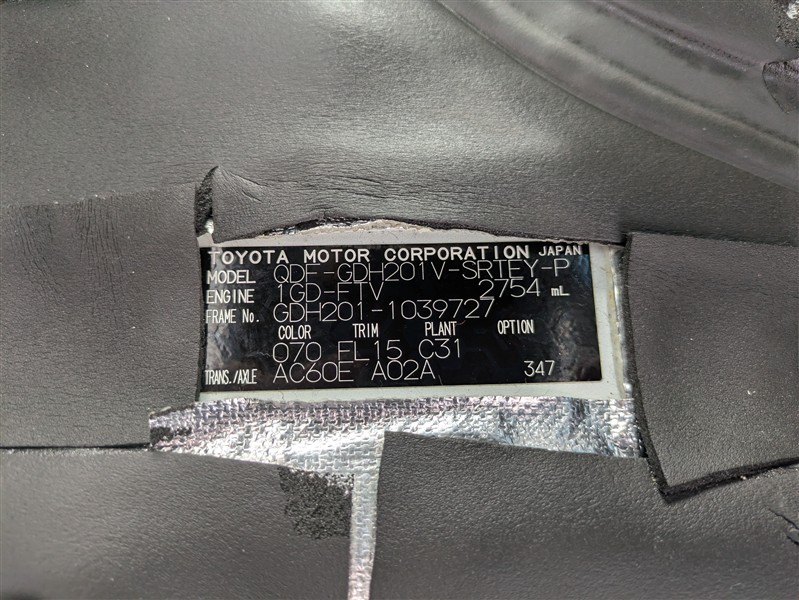 TOYOTA MOTOR CORPORATION JAPAN
MODEL QDF-GDH201V-SRTEY-P
ENGINE 1GD-FTV 2754 mL
FRAME No. GDH201-1039727
COLOR TRIM PLANT OPTION
070 FL15 C31
TRANS./AXLE AC60E A02A 347